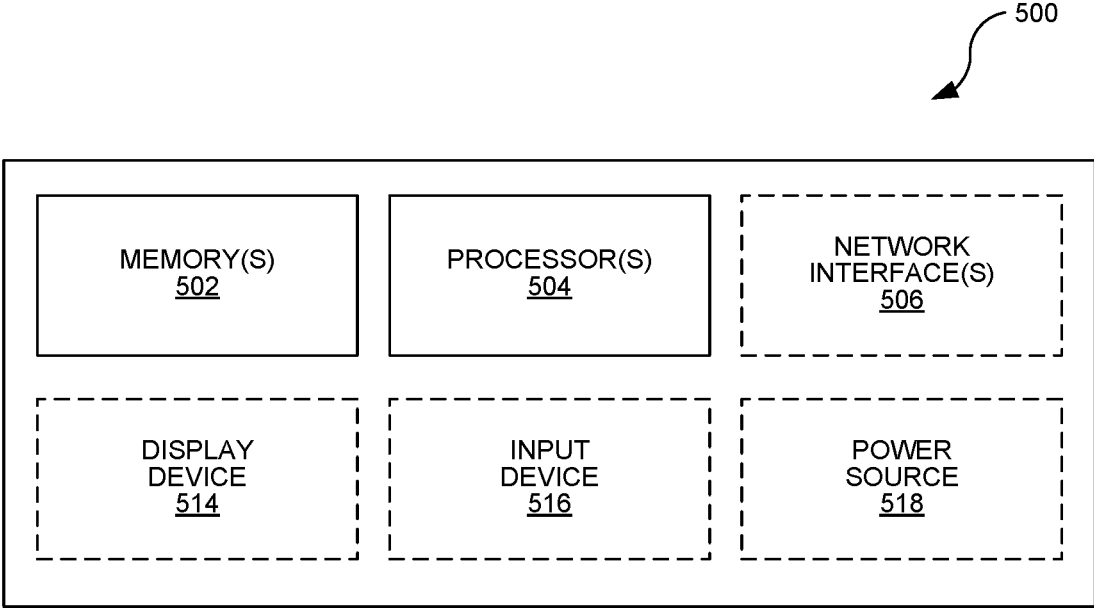 500
MEMORY(S)
502
PROCESSOR(S)
504
NETWORK
INTERFACE(S)
506
DISPLAY
DEVICE
514
INPUT
DEVICE
516
POWER
SOURCE
518